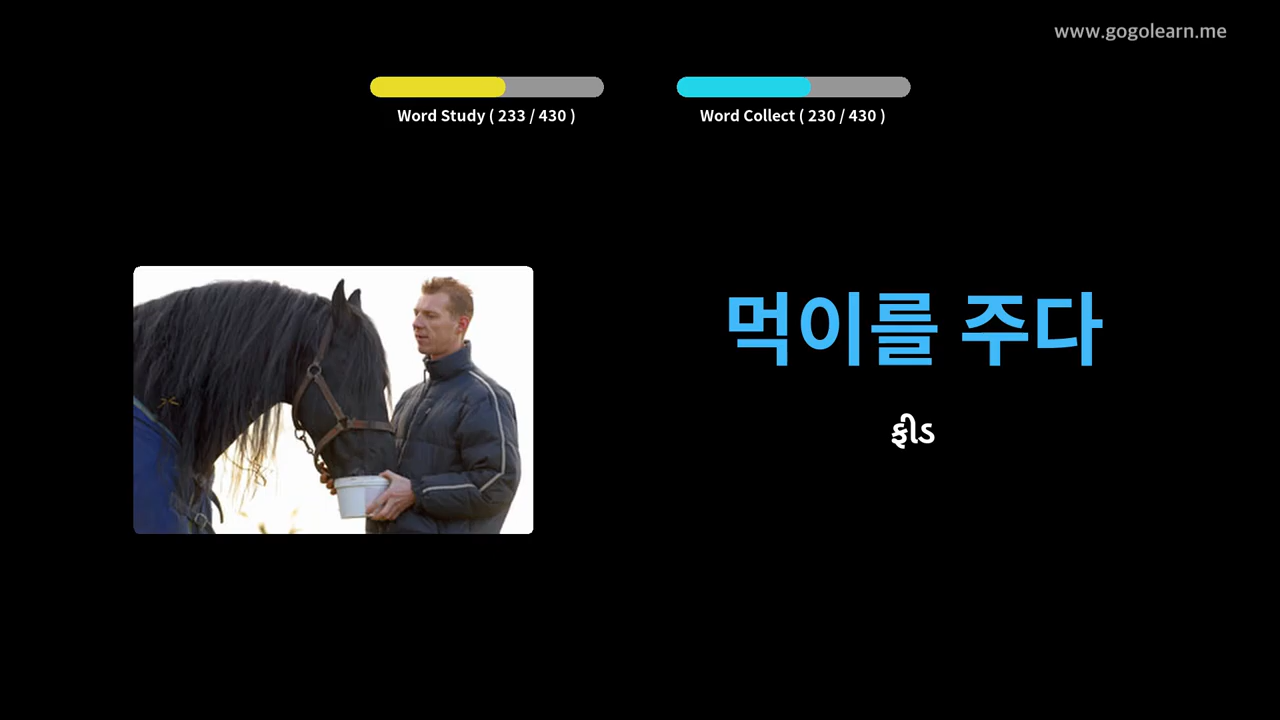 www.gogolearn.me
Word Study ( 233 / 430 )
Word Collect ( 230 / 430 )
먹이를 주다
ફીડ